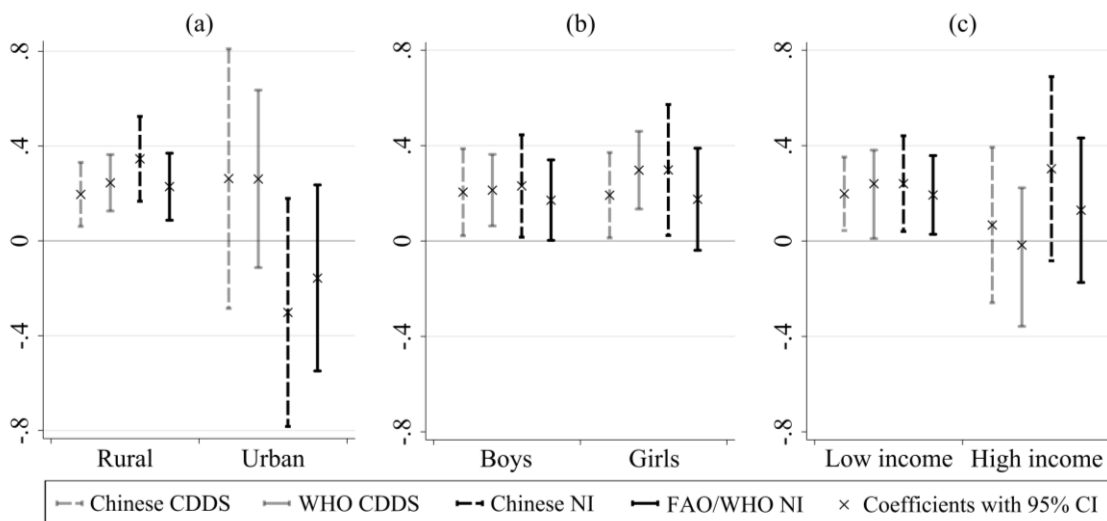 (a) (b) (c)
.8 .8 .8
.4 .4 .4
0 0 0
-.4 -.4 -.4
-.8 -.8 -.8
Rural Urban Boys Girls Low income High income
Chinese CDDS WHO CDDS Chinese NI FAO/WHO NI × Coefficients with 95% CI